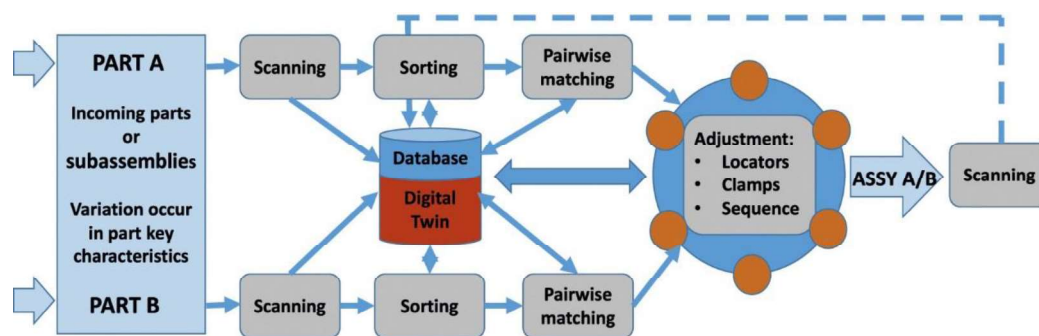 PART A
Incoming parts
or
subassemblies
Variation occur
in part key
characteristics
PART B
Scanning
Sorting
Pairwise
matching
Database
Digital
Twin
Scanning
Sorting
Pairwise
matching
Adjustment:
• Locators
• Clamps
• Sequence
ASSY A/B
Scanning